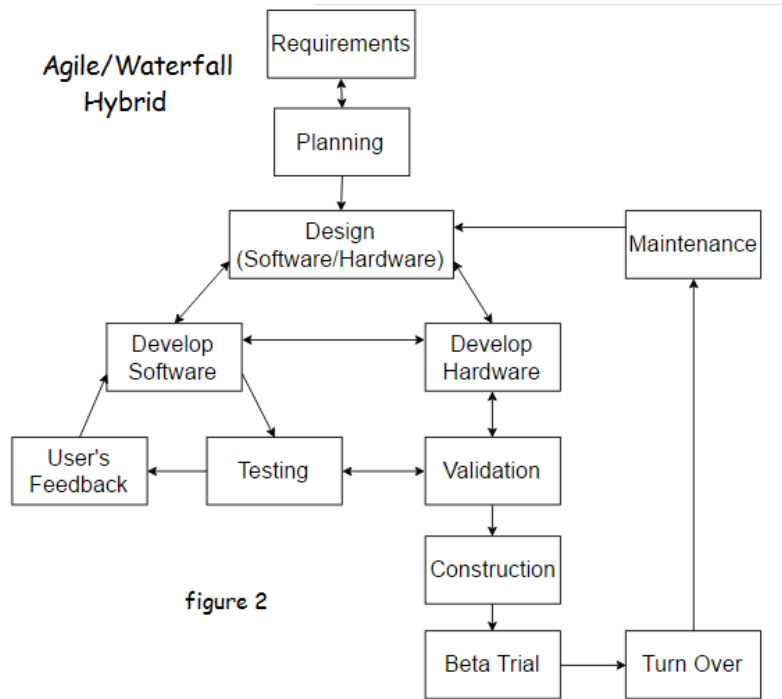 Requirements
Agile/Waterfall
Hybrid
Planning
Design
(Software/Hardware)
Maintenance
Develop
Software
Develop
Hardware
User's
Feedback
Testing
Validation
Construction
figure 2
Beta Trial
Turn Over